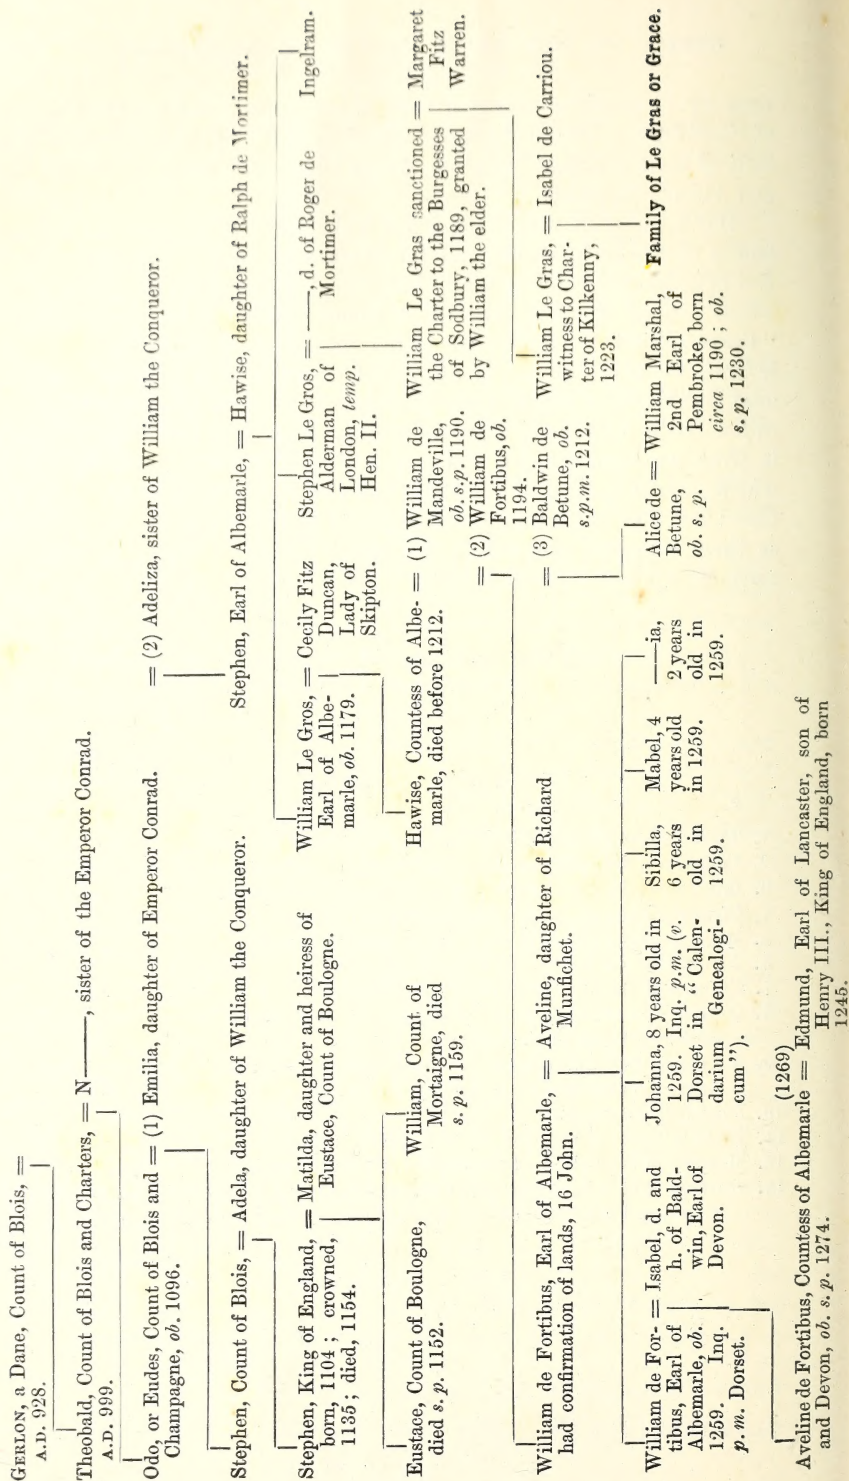 GERLON, a Dane, Count of Blois, =
A.D. 928.
Theobald, Count of Blois and Charters, = N——, sister of the Emperor Conrad.
A.D. 999.
Odo, or Eudes, Count of Blois and = (1) Emilia, daughter of Emperor Conrad. = (2) Adeliza, sister of William the Conqueror.
Champagne, ob. 1096.
Stephen, Count of Blois, = Adela, daughter of William the Conqueror. Stephen, Earl of Albemarle, = Hawise, daughter of Ralph de Mortimer.
Stephen, King of England, = Matilda, daughter and heiress of
born, 1104; crowned, Eustace, Count of Boulogne.
1135; died, 1154.
William Le Gros, = Cecily Fitz
Earl of Albe- Duncan,
marle, ob. 1179. Lady of
Skipton.
Stephen Le Gros, = ——, d. of Roger de
Alderman of Mortimer.
London, temp.
Hen. II.
Ingelram.
Eustace, Count of Boulogne,
died s. p. 1152.
William, Count of
Mortaigne, died
s. p. 1159.
Hawise, Countess of Albe- = (1) William de
marle, died before 1212. Mandeville,
ob. s.p. 1190.
= (2) William de
Fortibus, ob.
1194.
= (3) Baldwin de
Betune, ob.
s.p.m. 1212.
William Le Gras sanctioned = Margaret
the Charter to the Burgesses Fitz
of Sodbury, 1189, granted Warren.
by William the elder.
William de Fortibus, Earl of Albemarle, = Aveline, daughter of Richard
had confirmation of lands, 16 John. Munfichet.
William Le Gras, = Isabel de Carriou.
witness to Char-
ter of Kilkenny,
1223.
William de For- = Isabel, d. and
tibus, Earl of h. of Bald-
Albemarle, ob. win, Earl of
1259. Inq. Devon.
p. m. Dorset.
Johanna, 8 years old in
1259. Inq. p.m. (v.
Dorset in "Calen-
darium Genealogi-
cum").
Sibilla,
6 years
old in
1259.
Mabel, 4
years old
in 1259.
——ia,
2 years
old in
1259.
Alice de = William Marshal,
Betune, 2nd Earl of
ob. s. p. Pembroke, born
circa 1190; ob.
s. p. 1230.
Family of Le Gras or Grace.
(1269)
Aveline de Fortibus, Countess of Albemarle = Edmund, Earl of Lancaster, son of
and Devon, ob. s. p. 1274. Henry III., King of England, born
1245.